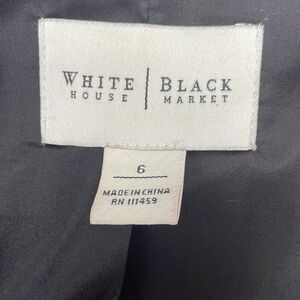 WHITE | BLACK
HOUSE | MARKET
6
MADE IN CHINA
RN 111459